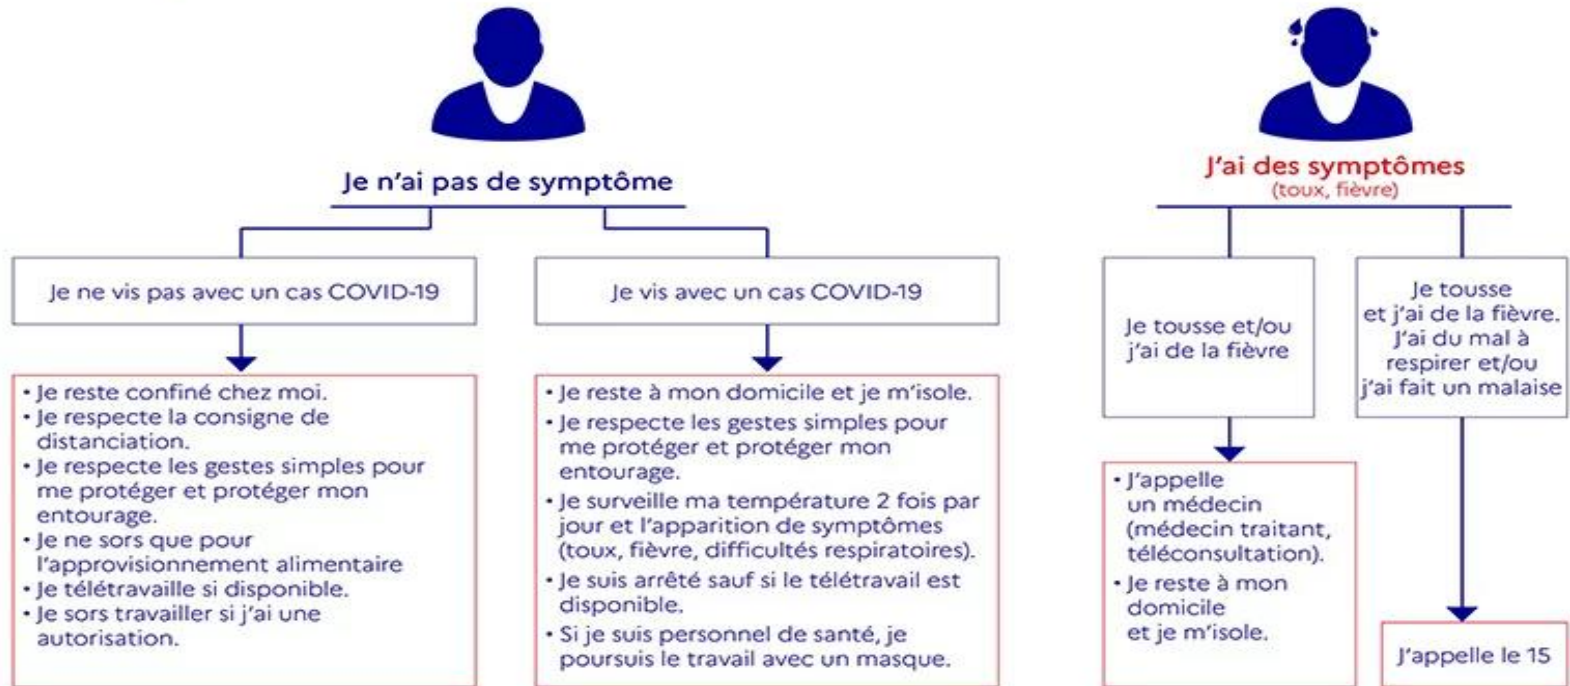 Je n'ai pas de symptôme
Je ne vis pas avec un cas COVID-19
• Je reste confiné chez moi.
• Je respecte la consigne de
distanciation.
• Je respecte les gestes simples pour
me protéger et protéger mon
entourage.
• Je ne sors que pour
l'approvisionnement alimentaire
• Je télétravaille si disponible.
• Je sors travailler si j'ai une
autorisation.
Je vis avec un cas COVID-19
• Je reste à mon domicile et je m'isole.
• Je respecte les gestes simples pour
me protéger et protéger mon
entourage.
• Je surveille ma température 2 fois par
jour et l'apparition de symptômes
(toux, fièvre, difficultés respiratoires).
• Je suis arrêté sauf si le télétravail est
disponible.
• Si je suis personnel de santé, je
poursuis le travail avec un masque.
J'ai des symptômes
(toux, fièvre)
Je tousse et/ou
j'ai de la fièvre
• J'appelle
un médecin
(médecin traitant,
téléconsultation).
• Je reste à mon
domicile
et je m'isole.
Je tousse
et j'ai de la fièvre.
J'ai du mal à
respirer et/ou
j'ai fait un malaise
J'appelle le 15